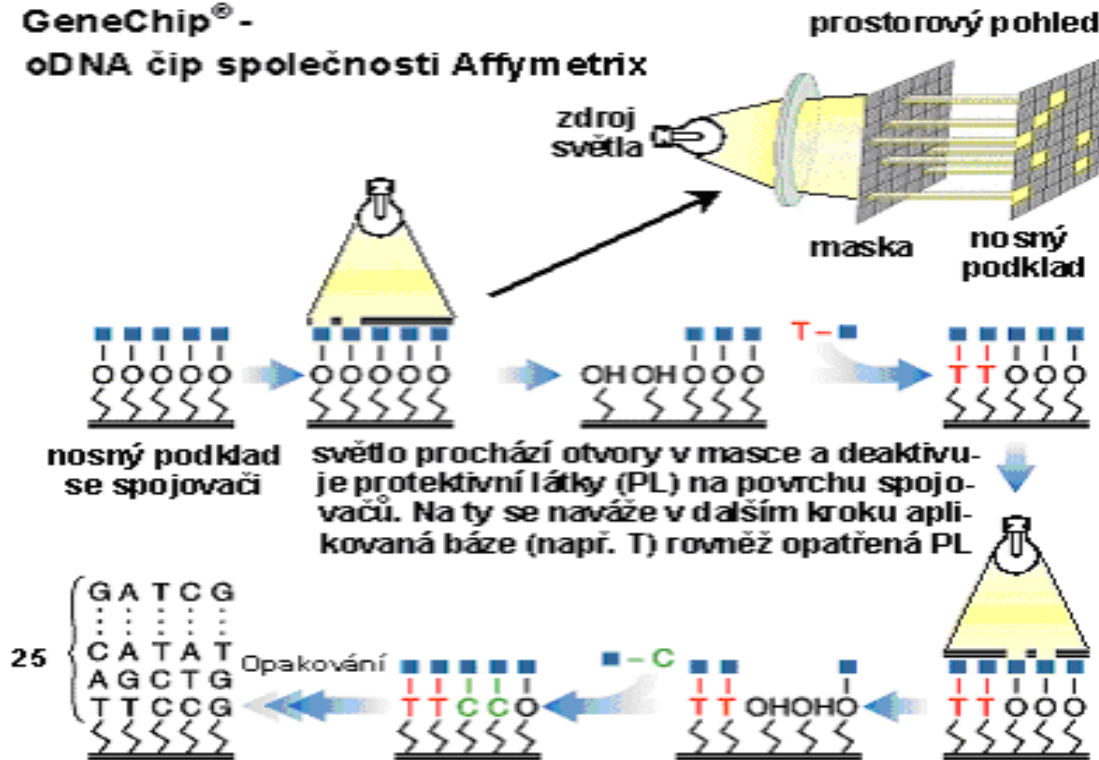 GeneChip® -
oDNA čip společnosti Affymetrix
prostorový pohled
zdroj
světla
maska
nosný
podklad
T–
O O O O O
O O O O O
OH OH O O O
T T O O O
nosný podklad
se spojovači
světlo prochází otvory v masce a deaktivu-
je protektivní látky (PL) na povrchu spojo-
vačů. Na ty se naváže v dalším kroku apli-
kovaná báze (např. T) rovněž opatřená PL
G A T C G
C A T A T
A G C T G
T T C C G
25
Opakování
–C
T T C C O
T T OHOHO
T T O O O